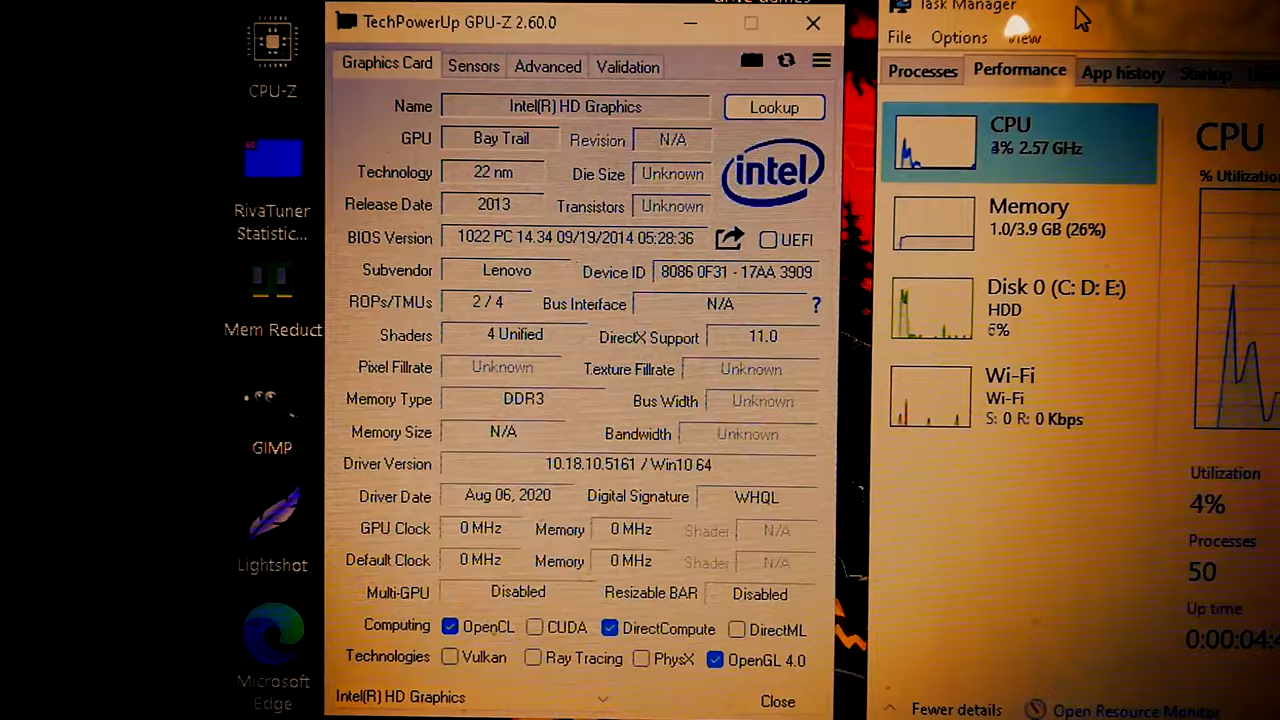 CPU-Z
RivaTuner
Statistic...
Mem Reduct
GIMP
Lightshot
Microsoft
Edge
TechPowerUp GPU-Z 2.60.0
Graphics Card Sensors Advanced Validation
Name Intel(R) HD Graphics Lookup
GPU Bay Trail Revision N/A
intel
Technology 22 nm Die Size Unknown
Release Date 2013 Transistors Unknown
BIOS Version 1022 PC 14.34 09/19/2014 05:28:36 UEFI
Subvendor Lenovo Device ID 8086 0F31 - 17AA 3909
ROPs/TMUs 2 / 4 Bus Interface N/A ?
Shaders 4 Unified DirectX Support 11.0
Pixel Fillrate Unknown Texture Fillrate Unknown
Memory Type DDR3 Bus Width Unknown
Memory Size N/A Bandwidth Unknown
Driver Version 10.18.10.5161 / Win10 64
Driver Date Aug 06, 2020 Digital Signature WHQL
GPU Clock 0 MHz Memory 0 MHz Shader N/A
Default Clock 0 MHz Memory 0 MHz Shader N/A
Multi-GPU Disabled Resizable BAR Disabled
Computing OpenCL CUDA DirectCompute DirectML
Technologies Vulkan Ray Tracing PhysX OpenGL 4.0
Intel(R) HD Graphics Close
Task Manager
File Options View
Processes Performance App history Startup
CPU
2.57 GHz
Memory
1.0/3.9 GB (26%)
Disk 0 (C: D: E:)
HDD
Wi-Fi
Wi-Fi
S: 0 R: 0 Kbps
CPU
% Utilizatio
Utilization
4%
Processes
50
Up time
0:00:04:
Fewer details Open Resource Monitor